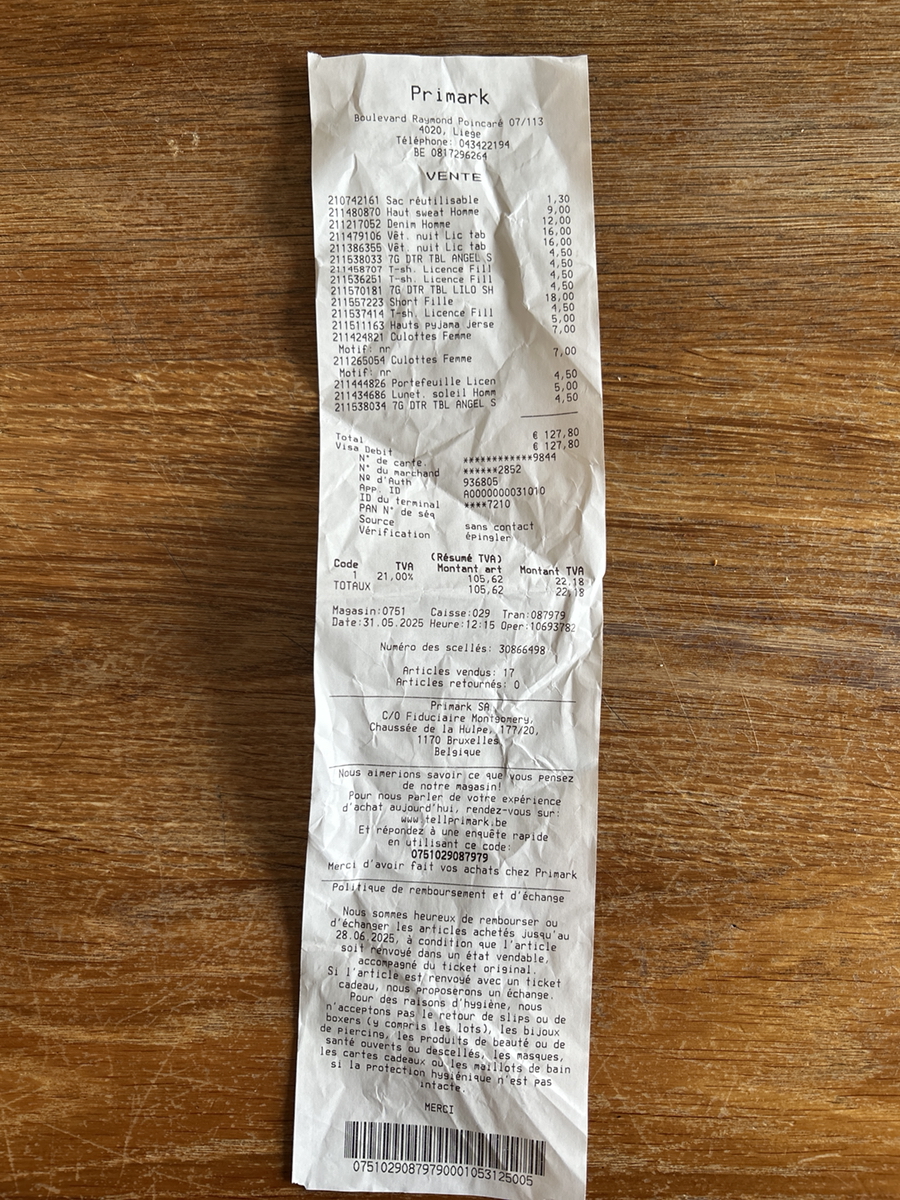 Primark
Boulevard Raymond Poincaré 07/113
4020, Liege
Téléphone: 043422194
BE 0817296264
VENTE
210742161 Sac réutilisable 1,30
211480870 Haut sweat Homme 9,00
211217052 Denim Homme 12,00
211479106 Vêt. nuit Lic tab 16,00
211386355 Vêt. nuit Lic tab 16,00
211538033 7G DTR TBL ANGEL S 4,50
211458707 T-sh. Licence Fill 4,50
211536251 T-sh. Licence Fill 4,50
211570181 7G DTR TBL LILO SH 4,50
211557223 Short Fille 18,00
211537414 T-sh. Licence Fill 4,50
211511163 Hauts pyjama Jerse 5,00
211424821 Culottes Femme 7,00
Motif: nr
211265054 Culottes Femme 7,00
Motif: nr
211444826 Portefeuille Licen 4,50
211434686 Lunet. soleil Homm 5,00
211538034 7G DTR TBL ANGEL S 4,50
Total € 127,80
Visa Debit € 127,80
N° de carte. ************9844
N° du marchand ******2852
Nº d'Auth 936805
App. ID A0000000031010
ID du terminal ****7210
PAN N° de séq
Source sans contact
Vérification épingler
(Résumé TVA)
Code TVA Montant art Montant TVA
1 21,00% 105,62 22,18
TOTAUX 105,62 22,18
Magasin:0751 Caisse:029 Tran:087979
Date:31.05.2025 Heure:12:15 Oper:10693782
Numéro des scellés: 30866498
Articles vendus: 17
Articles retournés: 0
Primark SA
C/O Fiduciaire Montgomery,
Chaussée de la Hulpe, 177/20,
1170 Bruxelles
Belgique
Nous aimerions savoir ce que vous pensez
de notre magasin!
Pour nous parler de votre expérience
d'achat aujourd'hui, rendez-vous sur:
www.tellprimark.be
Et répondez à une enquête rapide
en utilisant ce code:
0751029087979
Merci d'avoir fait vos achats chez Primark
Politique de remboursement et d'échange
Nous sommes heureux de rembourser ou
d'échanger les articles achetés jusqu'au
28.06.2025, à condition que l'article
soit renvoyé dans un état vendable,
accompagné du ticket original.
Si l'article est renvoyé avec un ticket
cadeau, nous proposerons un échange.
Pour des raisons d'hygiène, nous
n'acceptons pas le retour de slips ou de
boxers (y compris les lots), les bijoux
de piercing, les produits de beauté ou de
santé ouverts ou descellés, les masques,
les cartes cadeaux ou les maillots de bain
si la protection hygiénique n'est pas
intacte.
MERCI
07510290879790001053125005